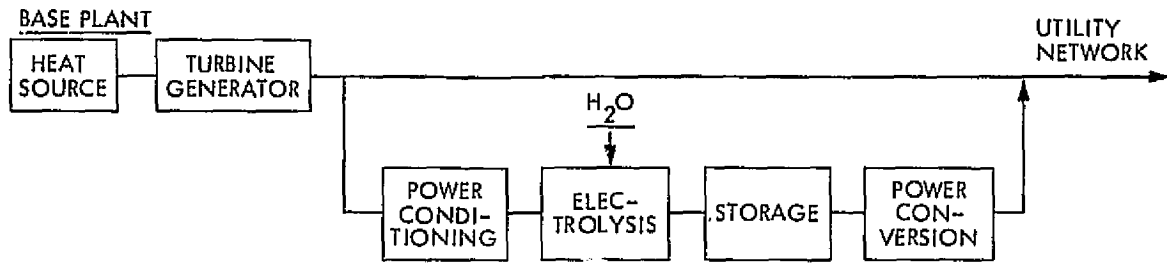 BASE PLANT
HEAT
SOURCE
TURBINE
GENERATOR
UTILITY
NETWORK
H2O
POWER
CONDI-
TIONING
ELEC-
TROLYSIS
STORAGE
POWER
CON-
VERSION